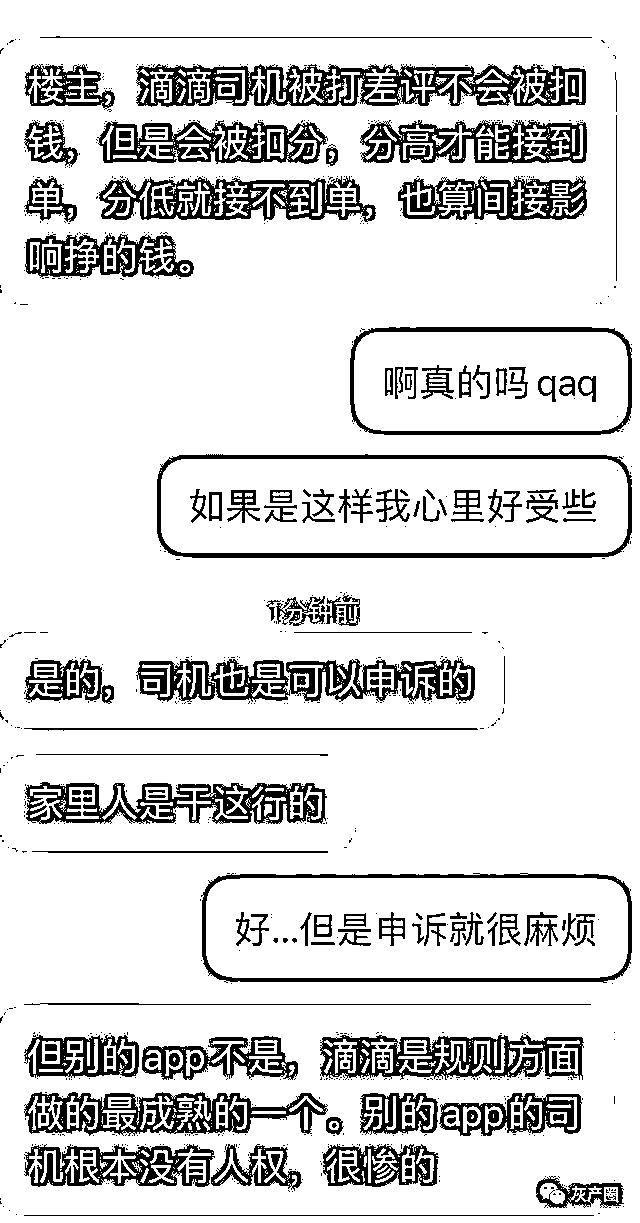 楼主，滴滴司机被打差评不会被扣
钱，但是会被扣分，分高才能接到
单，分低就接不到单，也算间接影
响挣的钱。
啊真的吗qaq
如果是这样我心里好受些
1分钟前
是的，司机也是可以申诉的
家里人是干这行的
好...但是申诉就很麻烦
但别的app不是，滴滴是规则方面
做的最成熟的一个。别的app的司
机根本没有人权，很惨的
灰产圈